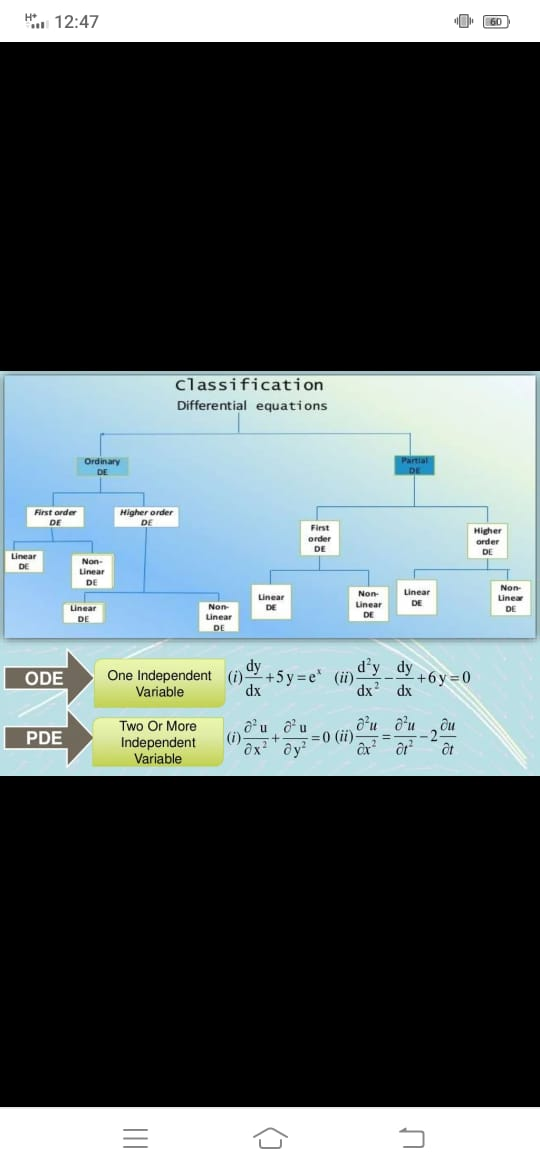 H+ 12:47 60
Classification
Differential equations
Ordinary
DE
Partial
DE
First order
DE
Higher order
DE
First
order
DE
Higher
order
DE
Linear
DE
Non-
Linear
DE
Linear
DE
Non-
Linear
DE
Linear
DE
Non-
Linear
DE
Linear
DE
Non-
Linear
DE
ODE
One Independent
Variable
(i) dy/dx + 5y = eˣ (ii) d²y/dx² − dy/dx + 6y = 0
PDE
Two Or More
Independent
Variable
(i) ∂²u/∂x² + ∂²u/∂y² = 0 (ii) ∂²u/∂x² = ∂²u/∂t² − 2 ∂u/∂t